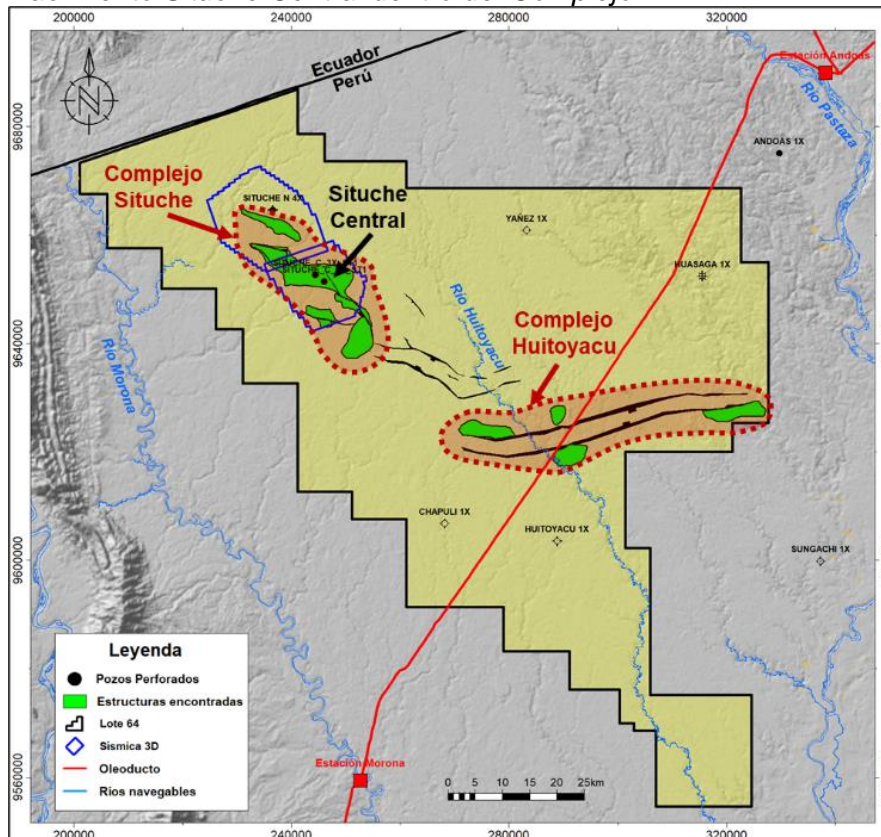 200000 240000 280000 320000
Ecuador
Perú
Estación Andoas
Río Pastaza
ANDOAS 1X
9680000
N
Complejo
Situche
SITUCHE N 4X
Situche
Central
YAÑEZ 1X
HUASAGA 1X
SITUCHE C
9640000
Río Huitoyacu
Complejo
Huitoyacu
Río Morona
CHAPULI 1X
HUITOYACU 1X
SUNGACHI 1X
9600000
Leyenda
Pozos Perforados
Estructuras encontradas
Lote 64
Sísmica 3D
Oleoducto
Ríos navegables
Estación Morona
0 5 10 15 20 25km
9560000
200000 240000 280000 320000